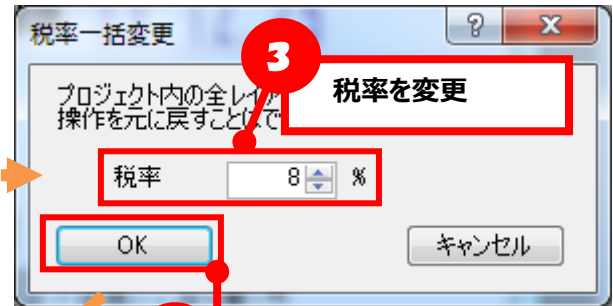 税率一括変更
3
税率を変更
プロジェクト内の全レイア
操作を元に戻すことはで
税率 8 %
OK キャンセル